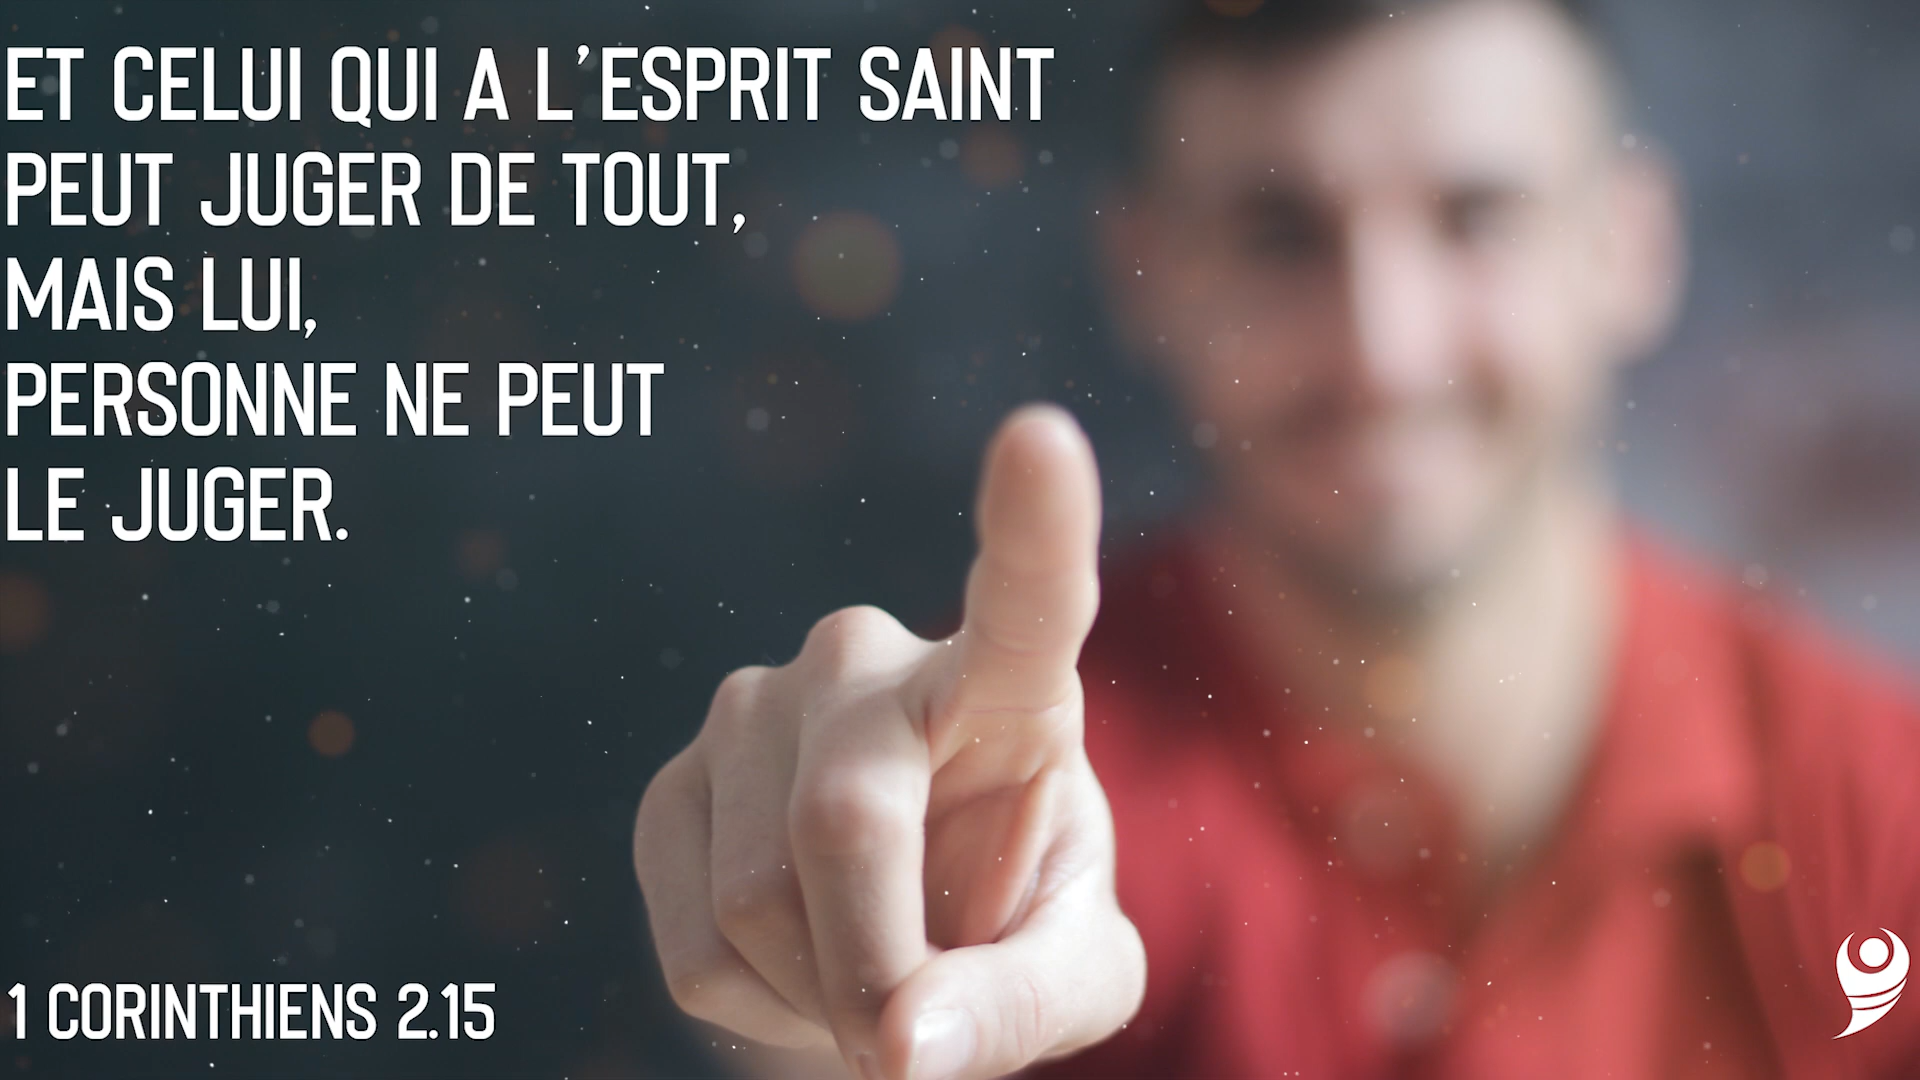 ET CELUI QUI A L'ESPRIT SAINT
PEUT JUGER DE TOUT,
MAIS LUI,
PERSONNE NE PEUT
LE JUGER.
1 CORINTHIENS 2.15